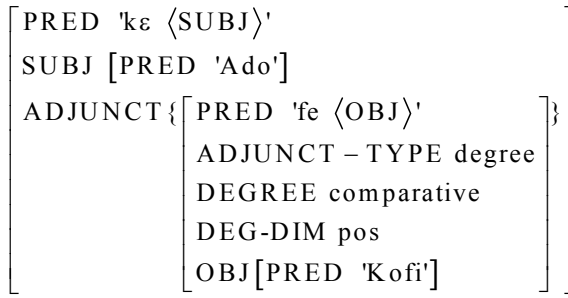 PRED 'kɛ ⟨SUBJ⟩'
SUBJ [PRED 'Ado']
ADJUNCT { [PRED 'fe ⟨OBJ⟩'
ADJUNCT – TYPE degree
DEGREE comparative
DEG-DIM pos
OBJ[PRED 'Kofi'] ] }